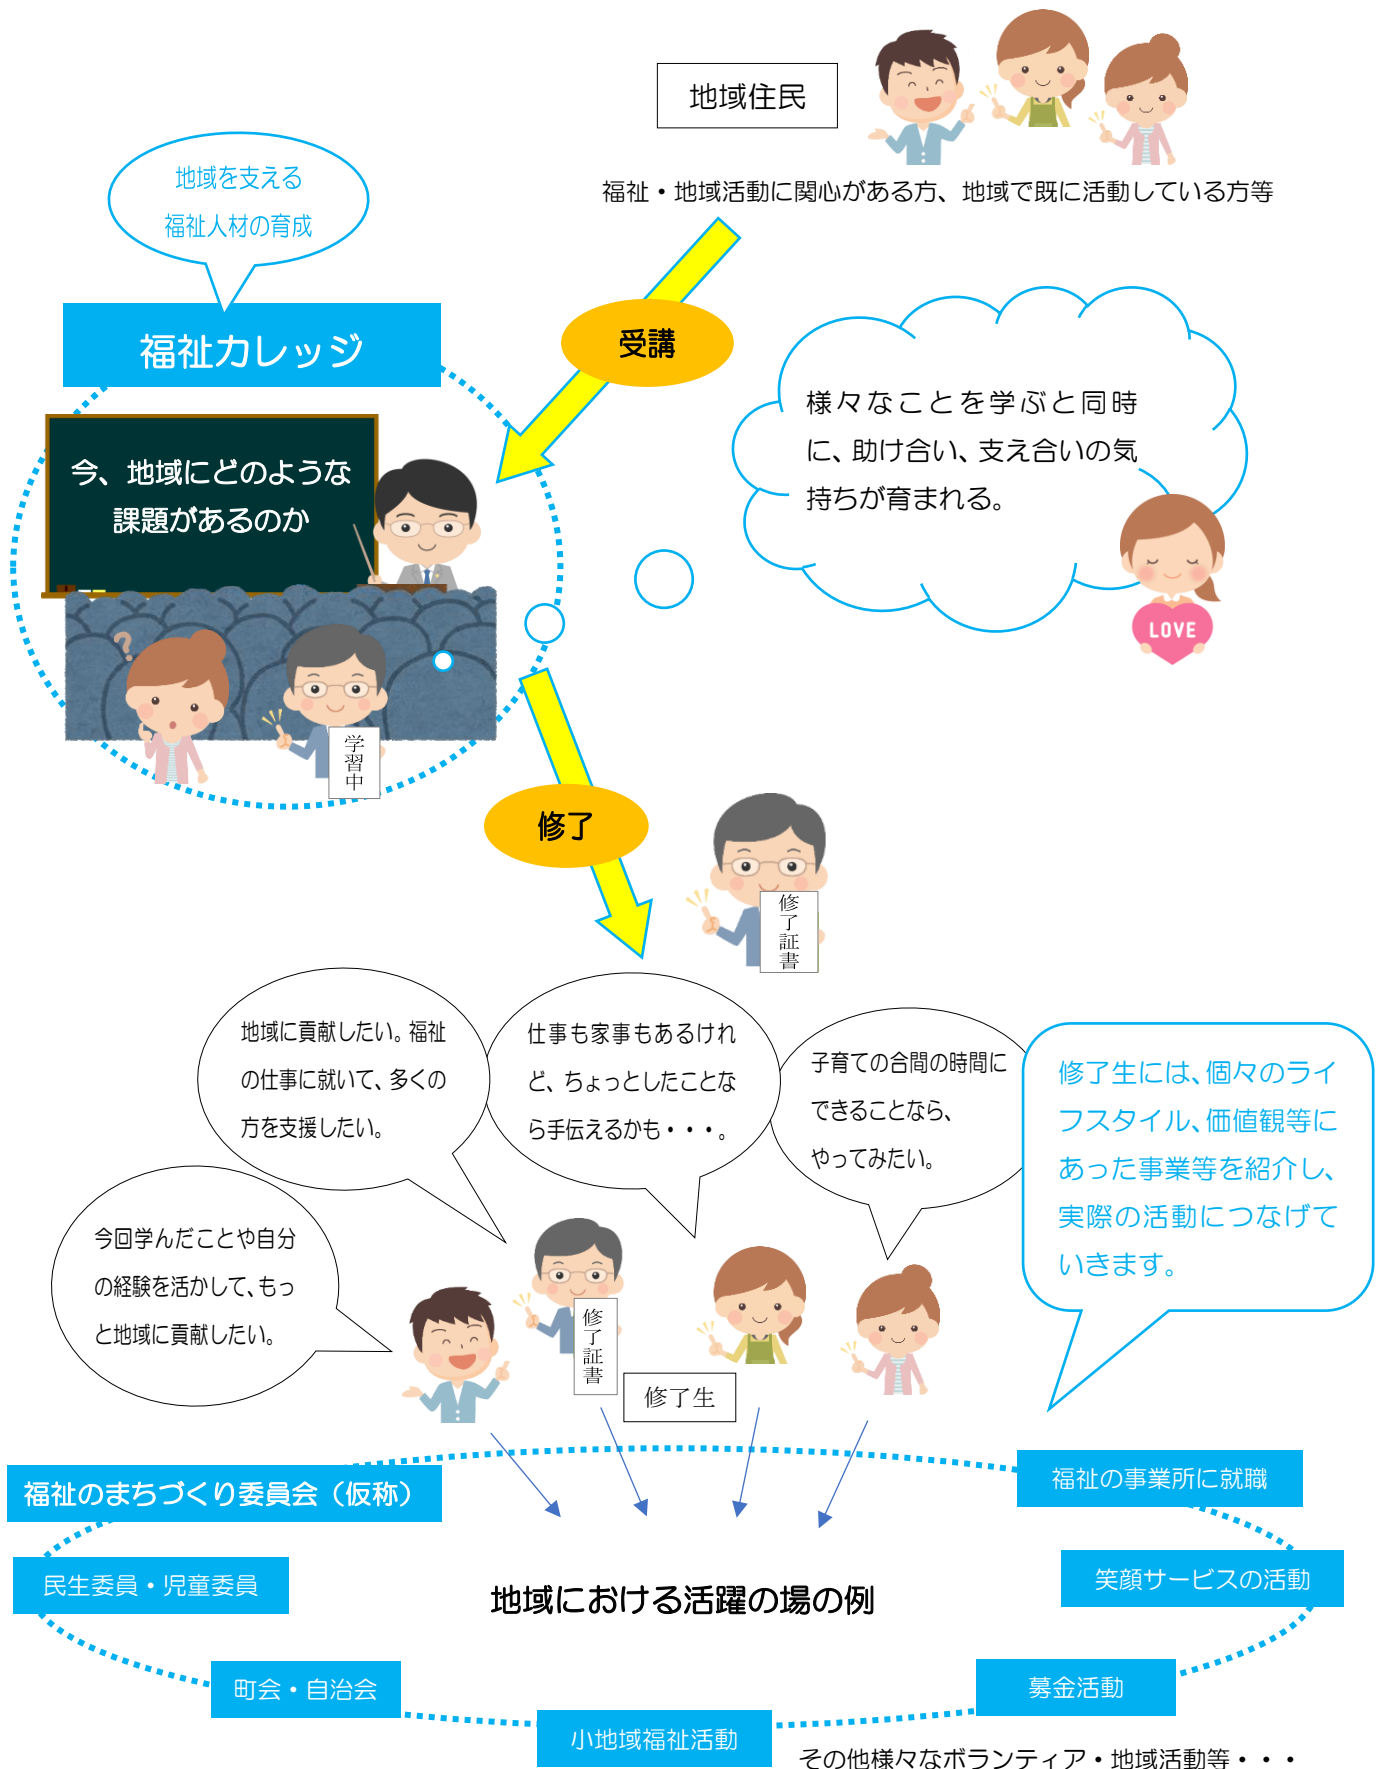 地域住民
福祉・地域活動に関心がある方、地域で既に活動している方等
地域を支える
福祉人材の育成
福祉カレッジ
受講
今、地域にどのような
課題があるのか
様々なことを学ぶと同時
に、助け合い、支え合いの気
持ちが育まれる。
LOVE
学習中
修了
修了証書
地域に貢献したい。福祉
の仕事に就いて、多くの
方を支援したい。
仕事も家事もあるけれ
ど、ちょっとしたことな
ら手伝えるかも・・・。
子育ての合間の時間に
できることなら、
やってみたい。
修了生には、個々のライ
フスタイル、価値観等に
あった事業等を紹介し、
実際の活動につなげて
いきます。
今回学んだことや自分
の経験を活かして、もっ
と地域に貢献したい。
修了証書
修了生
福祉のまちづくり委員会（仮称）
福祉の事業所に就職
民生委員・児童委員
笑顔サービスの活動
地域における活躍の場の例
町会・自治会
募金活動
小地域福祉活動
その他様々なボランティア・地域活動等・・・